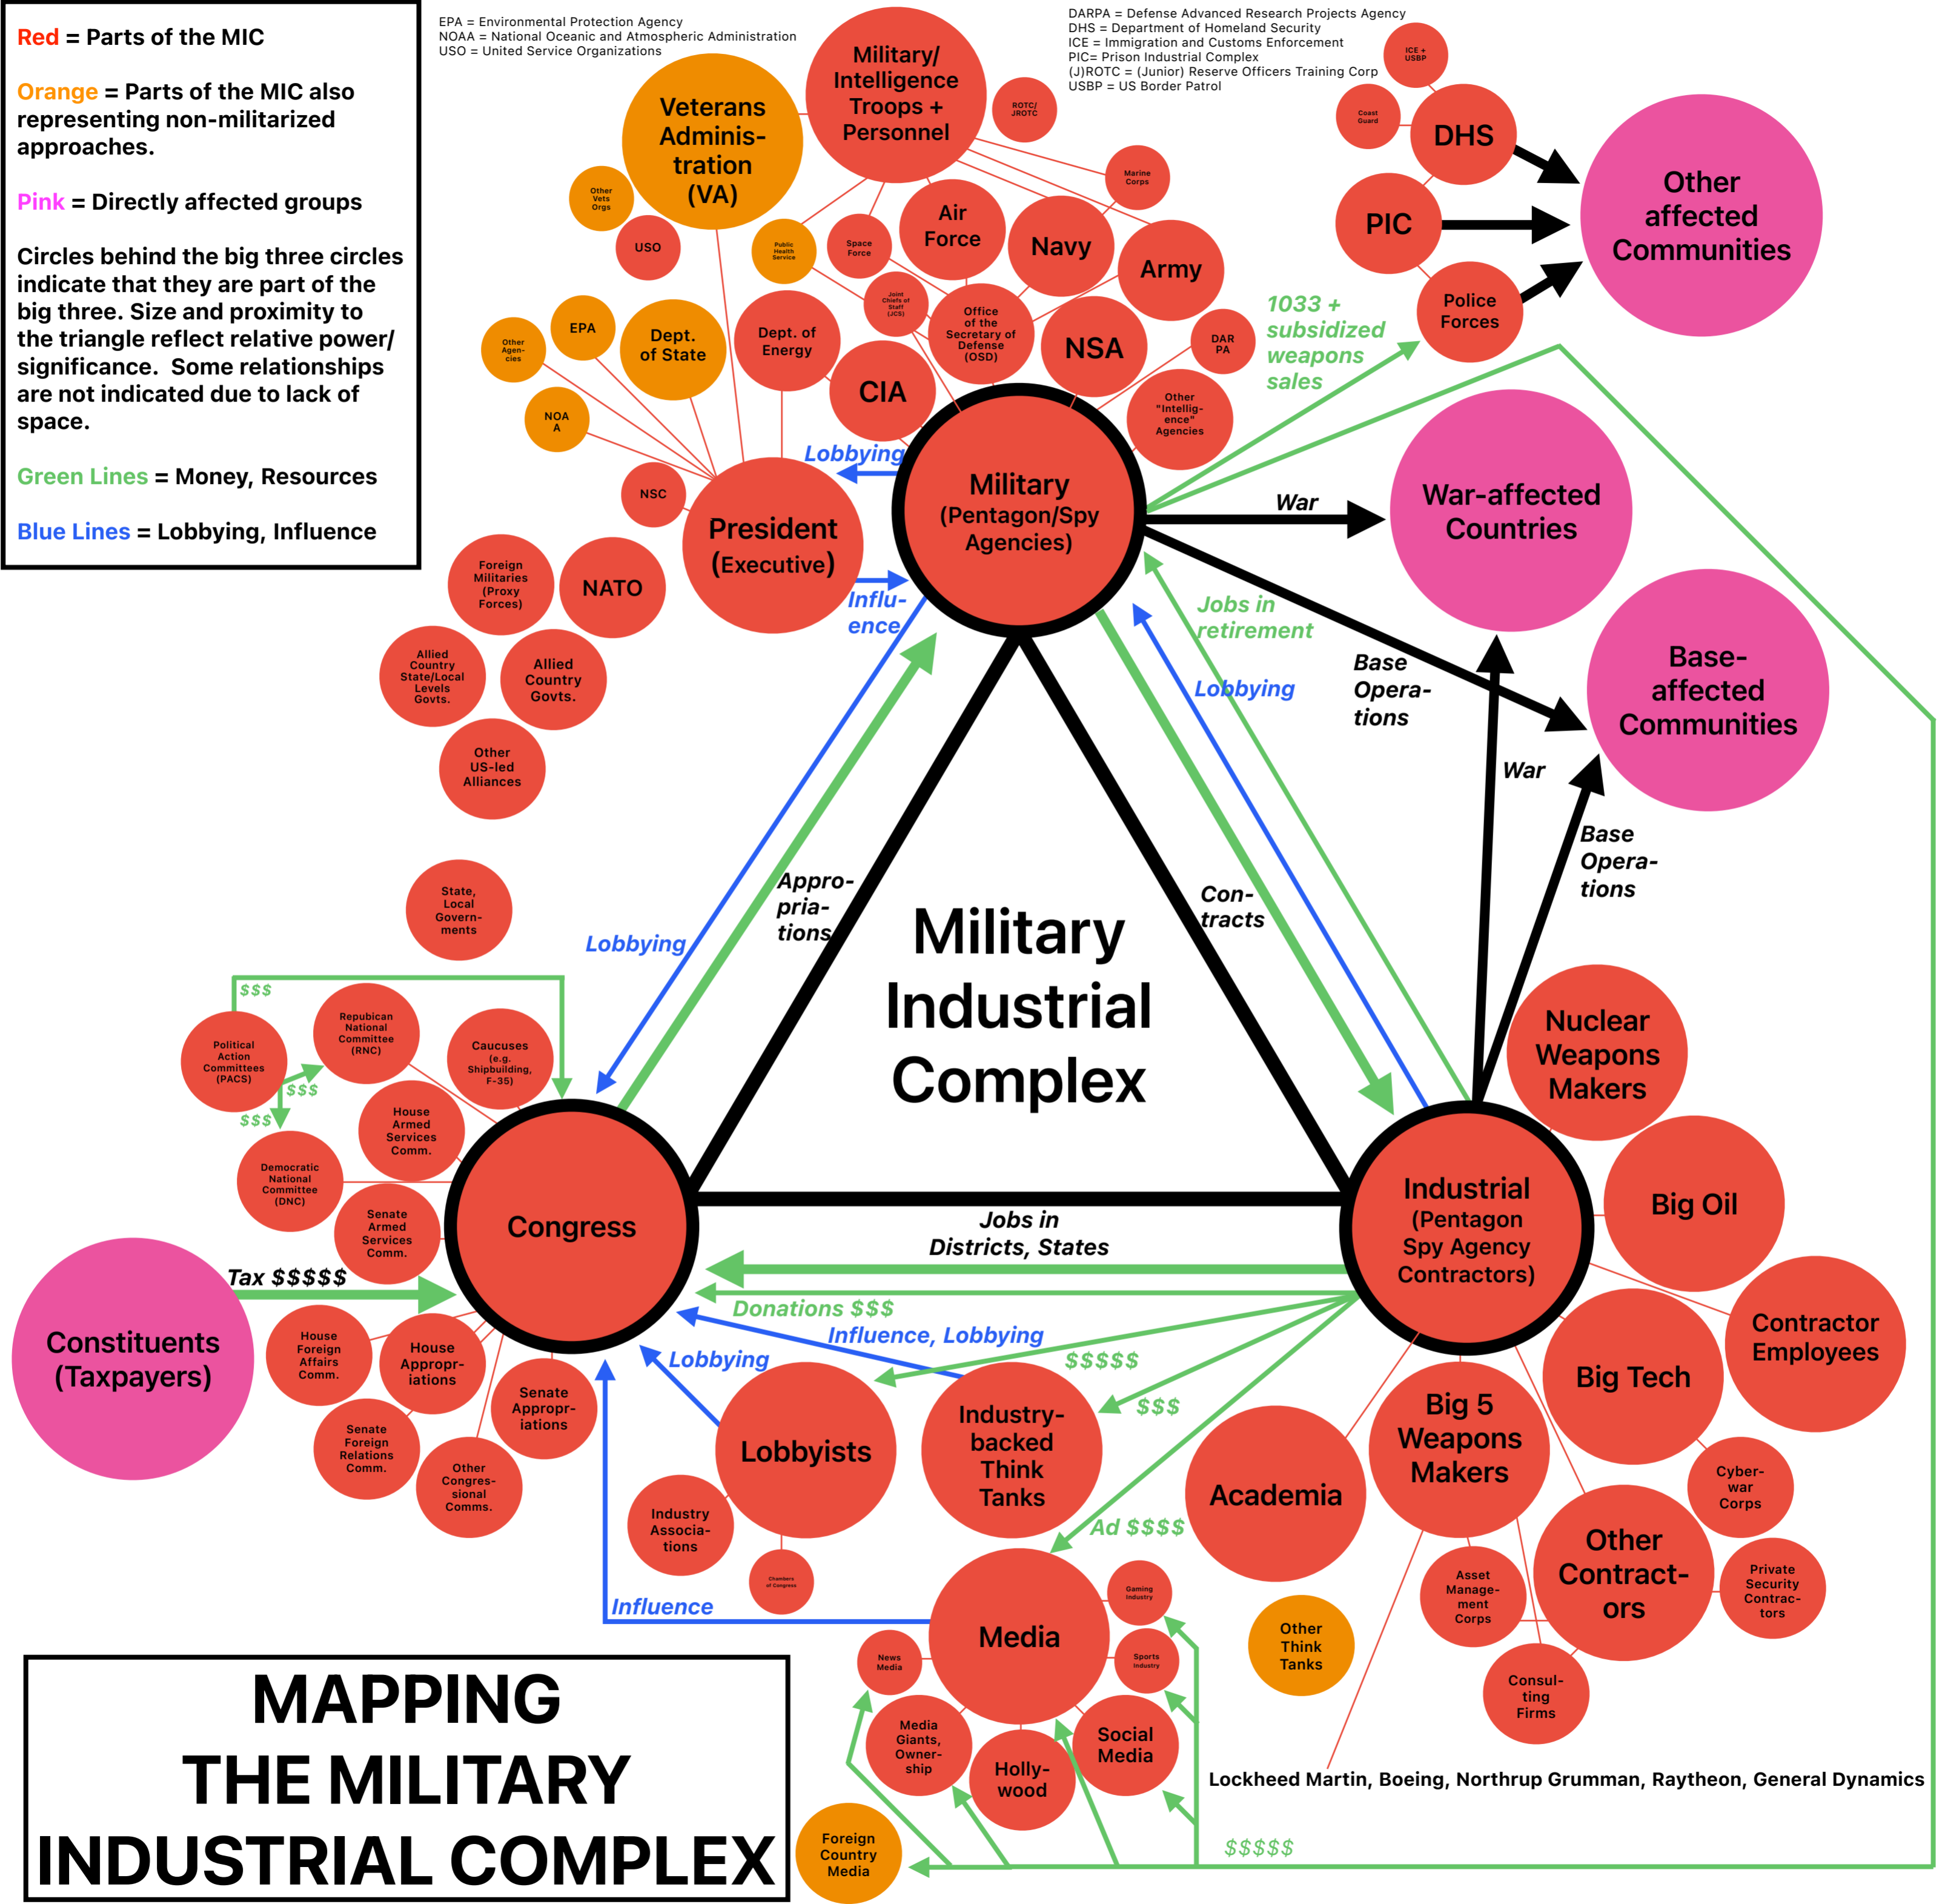 Red = Parts of the MIC
Orange = Parts of the MIC also
representing non-militarized
approaches.
Pink = Directly affected groups
Circles behind the big three circles
indicate that they are part of the
big three. Size and proximity to
the triangle reflect relative power/
significance. Some relationships
are not indicated due to lack of
space.
Green Lines = Money, Resources
Blue Lines = Lobbying, Influence
EPA = Environmental Protection Agency
NOAA = National Oceanic and Atmospheric Administration
USO = United Service Organizations
DARPA = Defense Advanced Research Projects Agency
DHS = Department of Homeland Security
ICE = Immigration and Customs Enforcement
PIC= Prison Industrial Complex
(J)ROTC = (Junior) Reserve Officers Training Corp
USBP = US Border Patrol
Military/
Intelligence
Troops +
Personnel
Veterans
Adminis-
tration
(VA)
ROTC/
JROTC
ICE +
USBP
Coast
Guard
DHS
PIC
Police
Forces
Other
affected
Communities
Other
Vets
Orgs
USO
Public
Health
Service
Space
Force
Air
Force
Navy
Marine
Corps
Army
Joint
Chiefs of
Staff
(JCS)
Office
of the
Secretary of
Defense
(OSD)
NSA
DAR
PA
Other
"Intellig-
ence"
Agencies
1033 +
subsidized
weapons
sales
EPA
Other
Agen-
cies
Dept.
of State
Dept. of
Energy
CIA
NOA
A
NSC
Lobbying
President
(Executive)
Influ-
ence
Military
(Pentagon/Spy
Agencies)
War
War-affected
Countries
Base-
affected
Communities
Jobs in
retirement
Lobbying
Base
Opera-
tions
War
Base
Opera-
tions
Foreign
Militaries
(Proxy
Forces)
NATO
Allied
Country
State/Local
Levels
Govts.
Allied
Country
Govts.
Other
US-led
Alliances
State,
Local
Govern-
ments
Lobbying
Appro-
pria-
tions
Con-
tracts
Military
Industrial
Complex
$$$
Political
Action
Committees
(PACS)
$$$
$$$
Repubican
National
Committee
(RNC)
Caucuses
(e.g.
Shipbuilding,
F-35)
House
Armed
Services
Comm.
Democratic
National
Committee
(DNC)
Senate
Armed
Services
Comm.
Congress
Tax $$$$$
Constituents
(Taxpayers)
House
Foreign
Affairs
Comm.
House
Appropr-
iations
Senate
Foreign
Relations
Comm.
Senate
Appropr-
iations
Other
Congres-
sional
Comms.
Jobs in
Districts, States
Donations $$$
Influence, Lobbying
Lobbying
$$$$$
$$$
Ad $$$$
Influence
Lobbyists
Industry
Associa-
tions
Chambers
of Congress
Industry-
backed
Think
Tanks
Industrial
(Pentagon
Spy Agency
Contractors)
Nuclear
Weapons
Makers
Big Oil
Contractor
Employees
Big Tech
Big 5
Weapons
Makers
Academia
Cyber-
war
Corps
Other
Contract-
ors
Asset
Manage-
ment
Corps
Private
Security
Contrac-
tors
Consul-
ting
Firms
Other
Think
Tanks
Lockheed Martin, Boeing, Northrup Grumman, Raytheon, General Dynamics
Media
Gaming
Industry
Sports
Industry
News
Media
Media
Giants,
Owner-
ship
Holly-
wood
Social
Media
Foreign
Country
Media
$$$$$
MAPPING
THE MILITARY
INDUSTRIAL COMPLEX